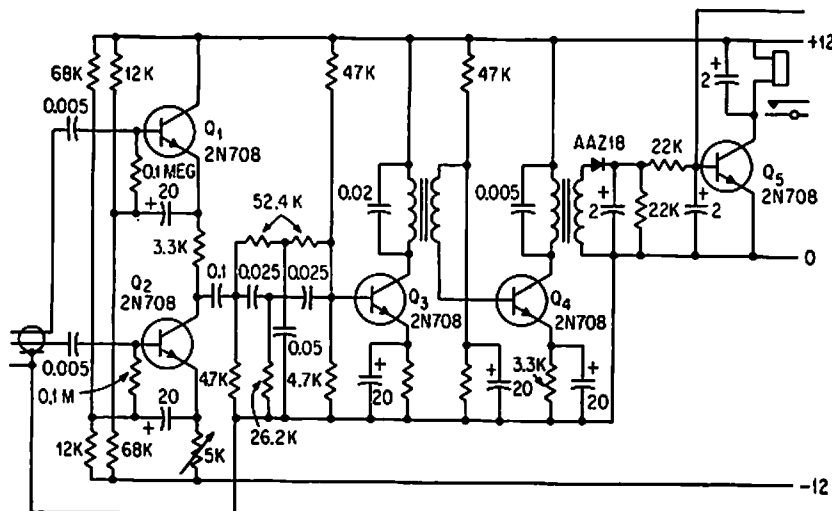 +12
68K
12K
47K
47K
2
+
0.005
Q1
2N708
0.1 MEG
+
20
AAZ18
22K
Q5
2N708
52.4 K
0.02
0.005
+
2
22K
+
2
3.3K
0
Q2
2N708
0.1
0.025
0.025
Q3
2N708
Q4
2N708
0.005
0.05
0.1 M
20
+
4.7K
4.7K
+
20
+
20
3.3K
+
20
26.2K
12K
68K
5K
-12